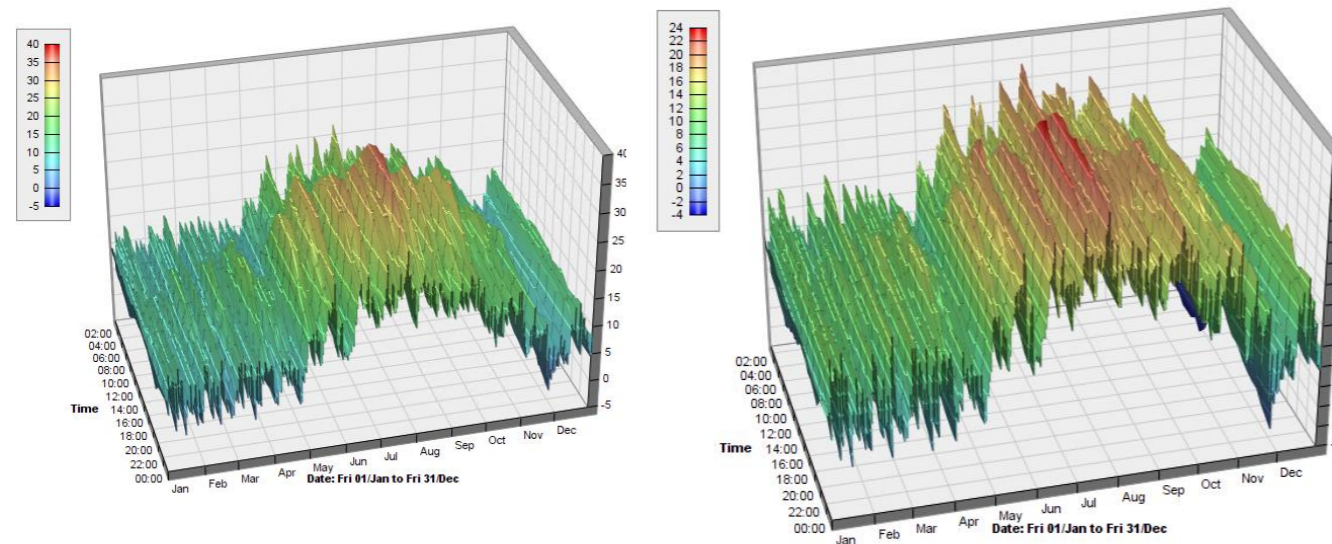 40
35
30
25
20
15
10
5
0
-5
40
35
30
25
20
15
10
5
0
-5
02:00
04:00
06:00
08:00
10:00
12:00
14:00
16:00
18:00
20:00
22:00
00:00
Time
Jan
Feb
Mar
Apr
May
Jun
Jul
Aug
Sep
Oct
Nov
Dec
Date: Fri 01/Jan to Fri 31/Dec
24
22
20
18
16
14
12
10
8
6
4
2
0
-2
-4
02:00
04:00
06:00
08:00
10:00
12:00
14:00
16:00
18:00
20:00
22:00
00:00
Time
Jan
Feb
Mar
Apr
May
Jun
Jul
Aug
Sep
Oct
Nov
Dec
Date: Fri 01/Jan to Fri 31/Dec